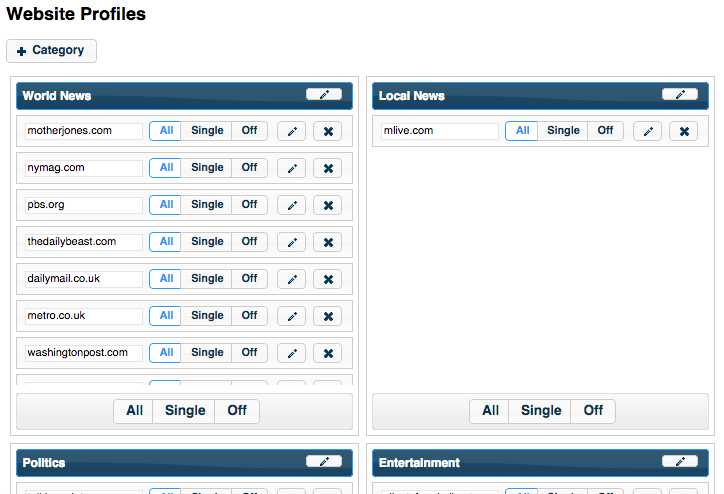 Website Profiles
+ Category
World News
motherjones.com All Single Off
nymag.com All Single Off
pbs.org All Single Off
thedailybeast.com All Single Off
dailymail.co.uk All Single Off
metro.co.uk All Single Off
washingtonpost.com All Single Off
All Single Off
Local News
mlive.com All Single Off
All Single Off
Politics
Entertainment